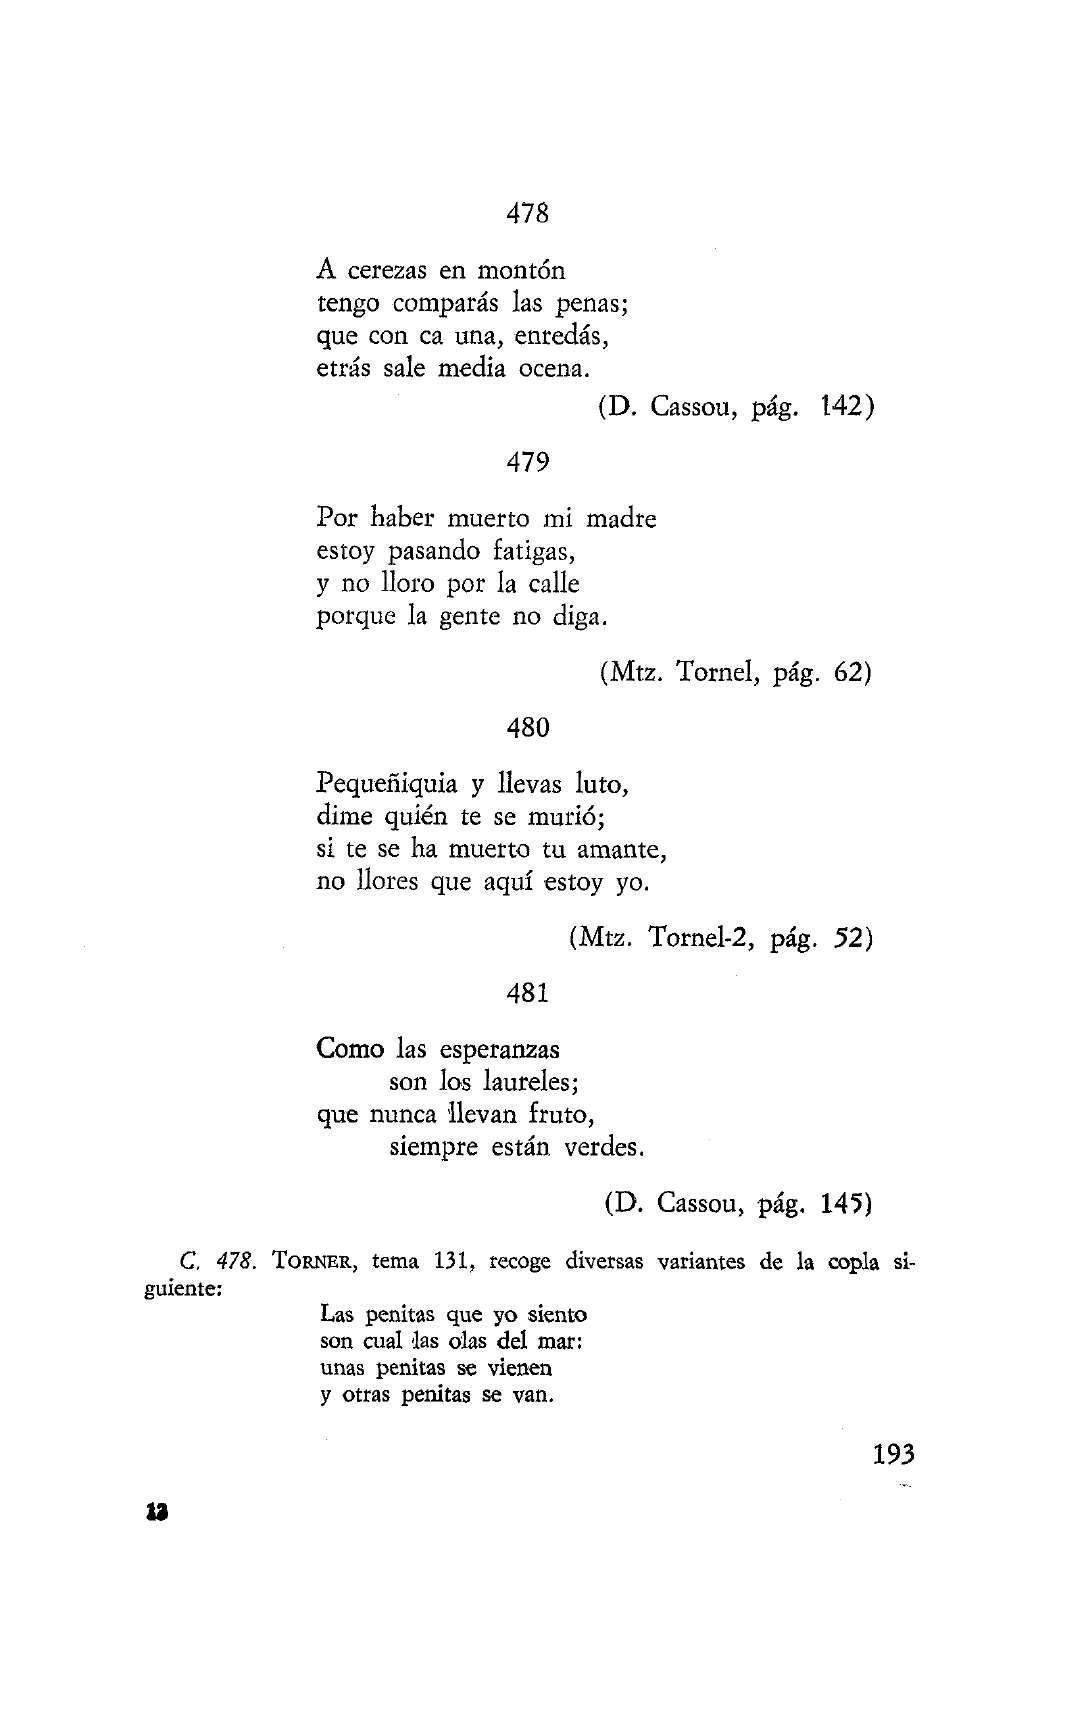 478
A cerezas en montón
tengo comparás las penas;
que con ca una, enredás,
etrás sale media ocena.
(D. Cassou, pág. 142)
479
Por haber muerto mi madre
estoy pasando fatigas,
y no lloro por la calle
porque la gente no diga.
(Mtz. Tornel, pág. 62)
480
Pequeñiquia y llevas luto,
dime quién te se murió;
si te se ha muerto tu amante,
no llores que aquí estoy yo.
(Mtz. Tornel-2, pág. 52)
481
Como las esperanzas
son los laureles;
que nunca llevan fruto,
siempre están verdes.
(D. Cassou, pág. 145)
C. 478. TORNER, tema 131, recoge diversas variantes de la copla si-
guiente:
Las penitas que yo siento
son cual las olas del mar:
unas penitas se vienen
y otras penitas se van.
193